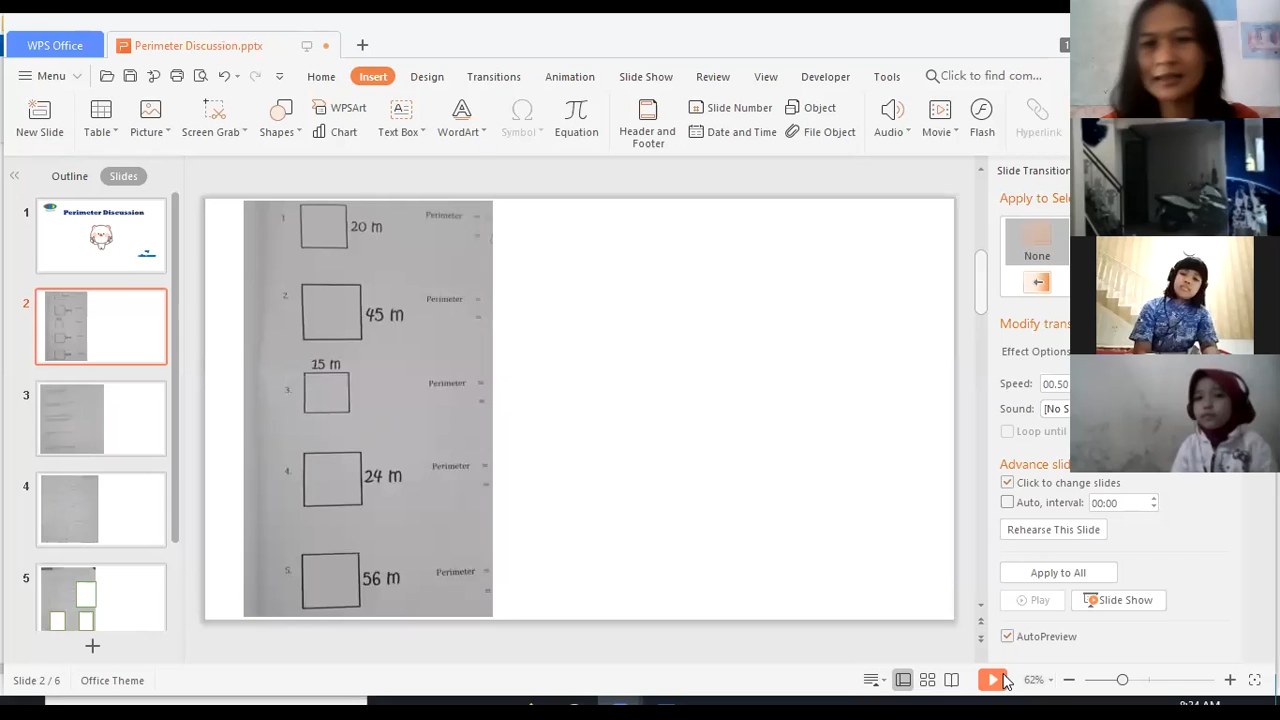 WPS Office
Perimeter Discussion.pptx
Menu
Home
Insert
Design
Transitions
Animation
Slide Show
Review
View
Developer
Tools
Click to find com...
New Slide
Table
Picture
Screen Grab
Shapes
WPSArt
Chart
Text Box
WordArt
Symbol
Equation
Header and
Footer
Slide Number
Date and Time
Object
File Object
Audio
Movie
Flash
Hyperlink
Outline
Slides
1
Perimeter Discussion
2
3
4
5
1.
20 m
Perimeter =
=
2.
45 m
Perimeter =
=
15 m
3.
Perimeter =
=
4.
24 m
Perimeter =
=
5.
56 m
Perimeter =
=
Slide Transition
Apply to Sele
None
Modify trans
Effect Options
Speed: 00.50
Sound: [No S
Loop until
Advance slid
Click to change slides
Auto, interval: 00:00
Rehearse This Slide
Apply to All
Play
Slide Show
AutoPreview
Slide 2 / 6
Office Theme
62%